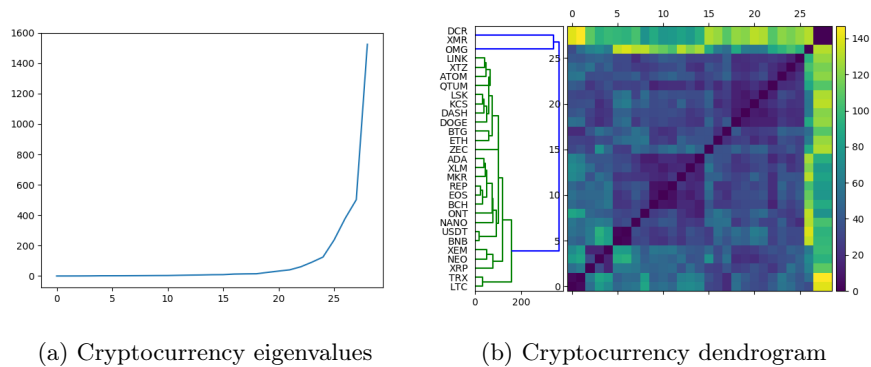 1600
1400
1200
1000
800
600
400
200
0
0 5 10 15 20 25
(a) Cryptocurrency eigenvalues
0 5 10 15 20 25
DCR
XMR
OMG
LINK
XTZ
ATOM
QTUM
LSK
KCS
DASH
DOGE
BTG
ETH
ZEC
ADA
XLM
MKR
REP
EOS
BCH
ONT
NANO
USDT
BNB
XEM
NEO
XRP
TRX
LTC
0 200
25
20
15
10
5
0
140
120
100
80
60
40
20
0
(b) Cryptocurrency dendrogram